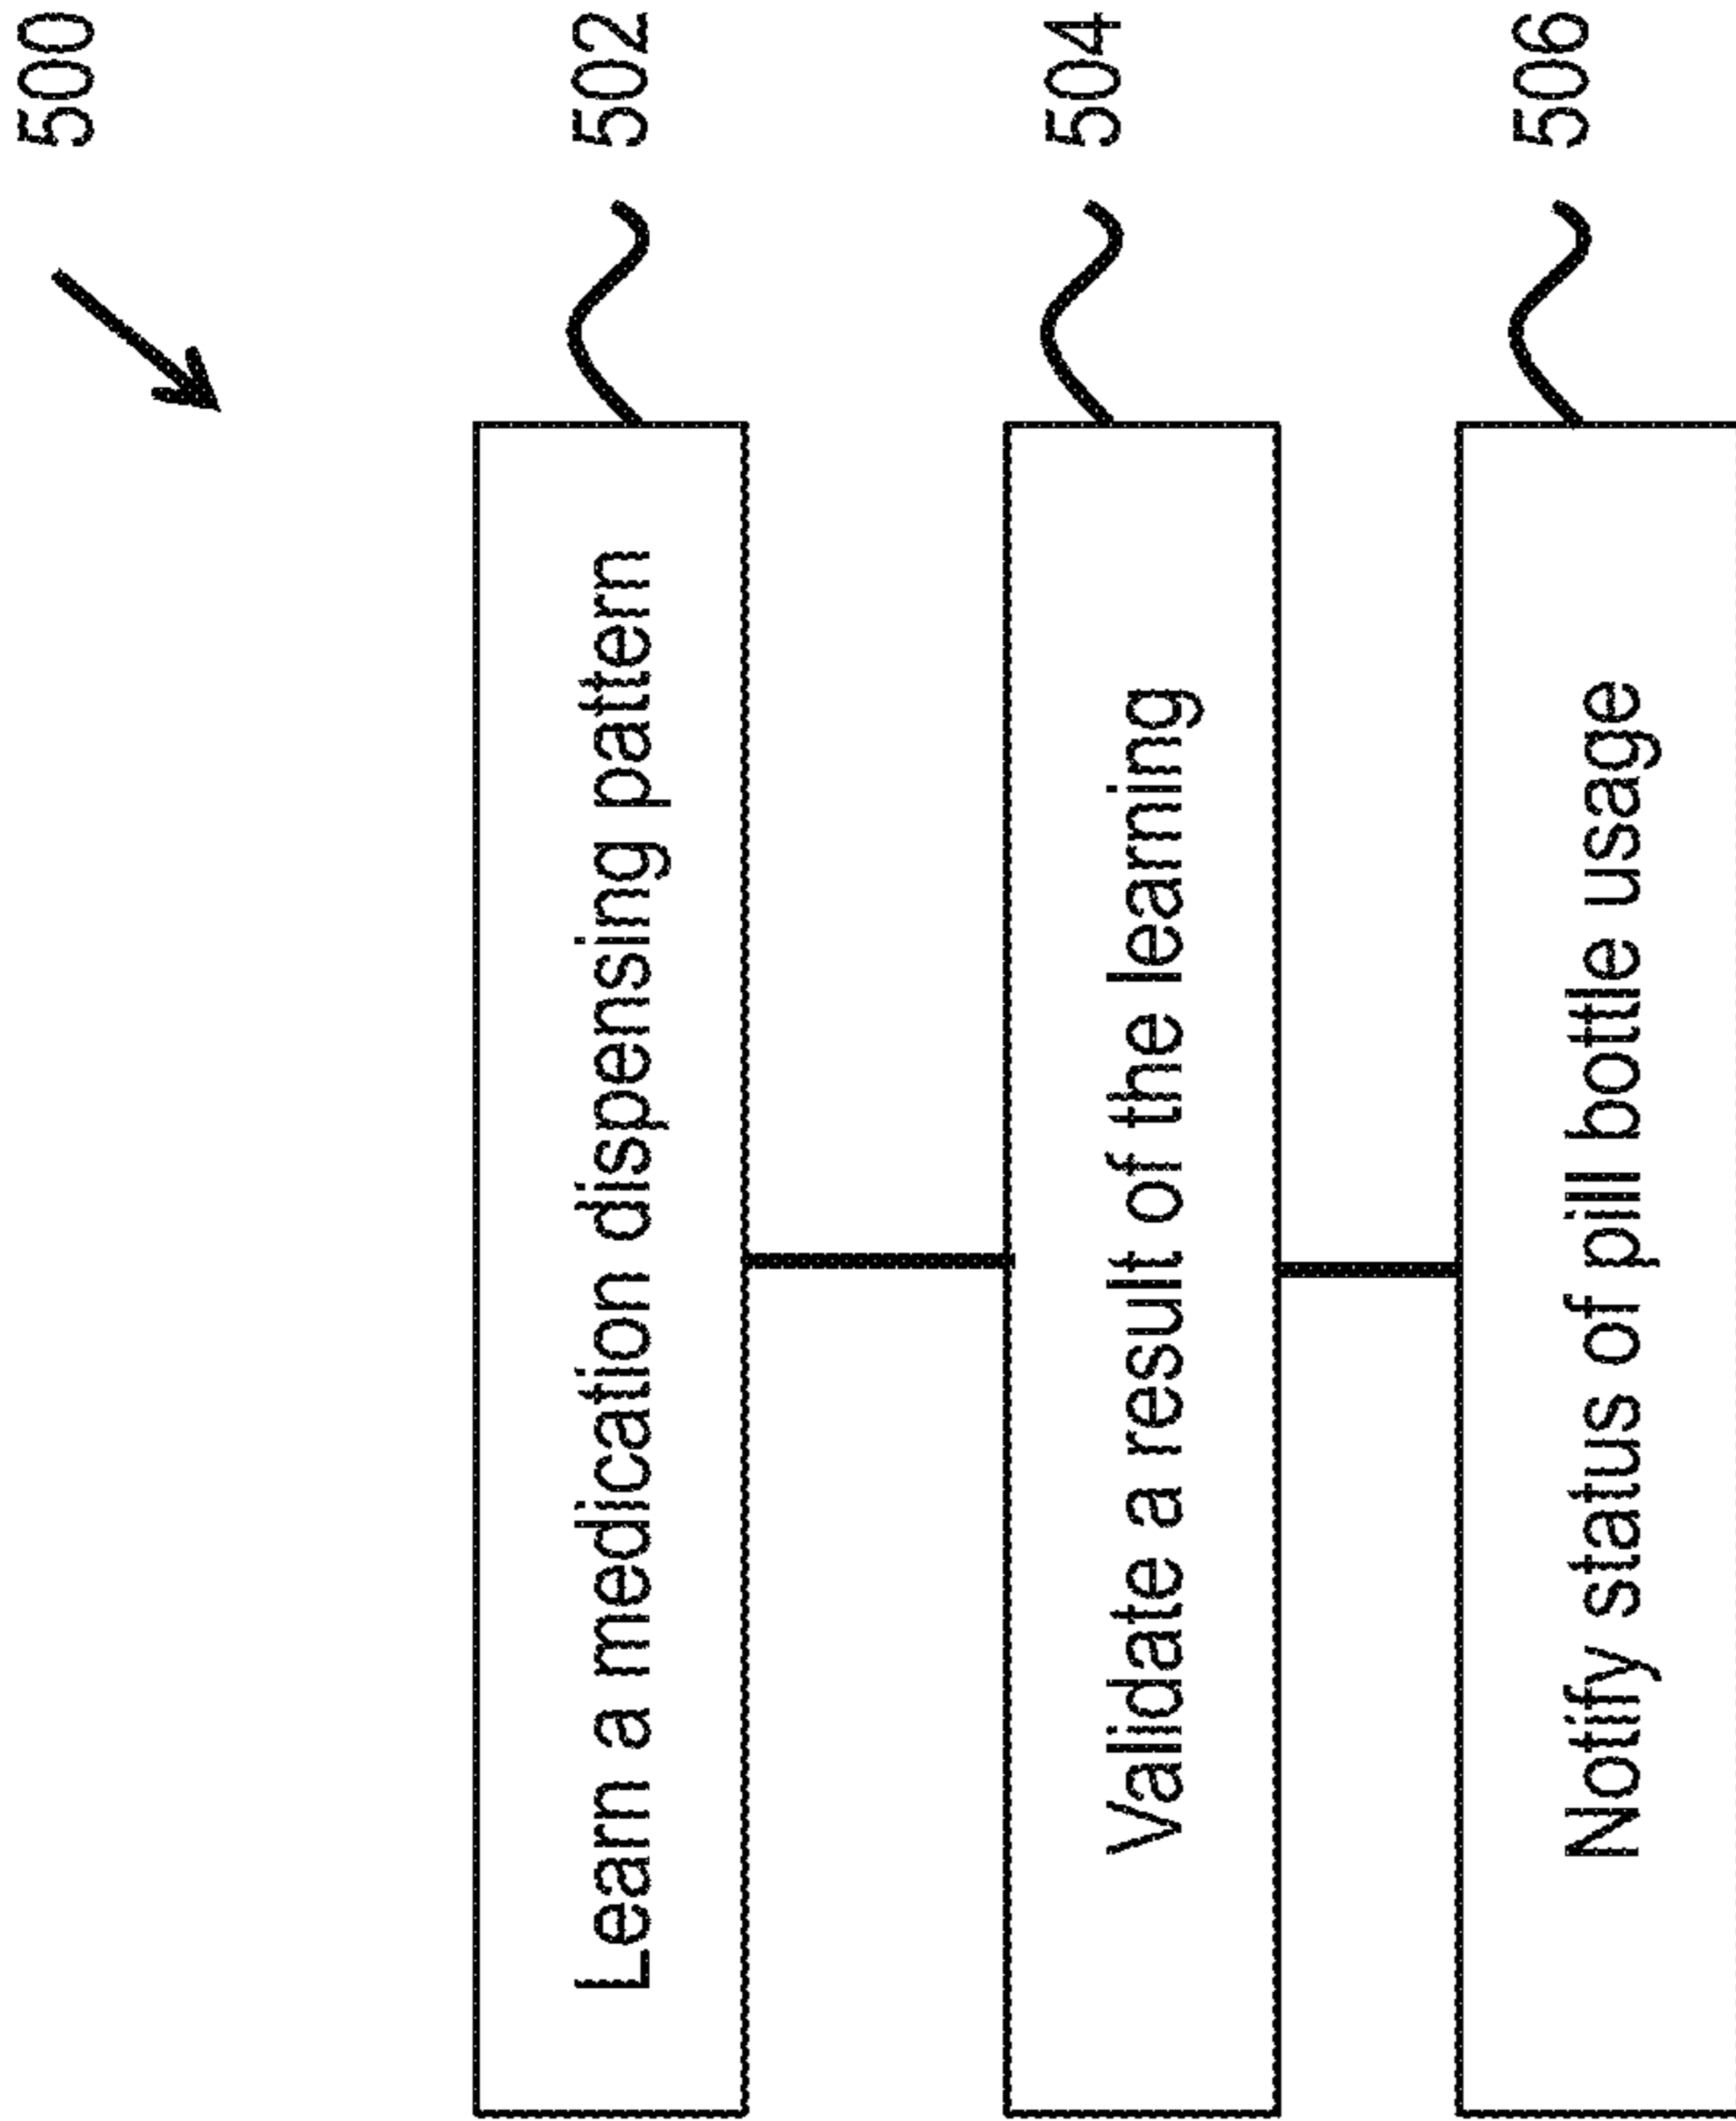 500
Learn a medication dispensing pattern
502
Validate a result of the learning
504
Notify status of pill bottle usage
506